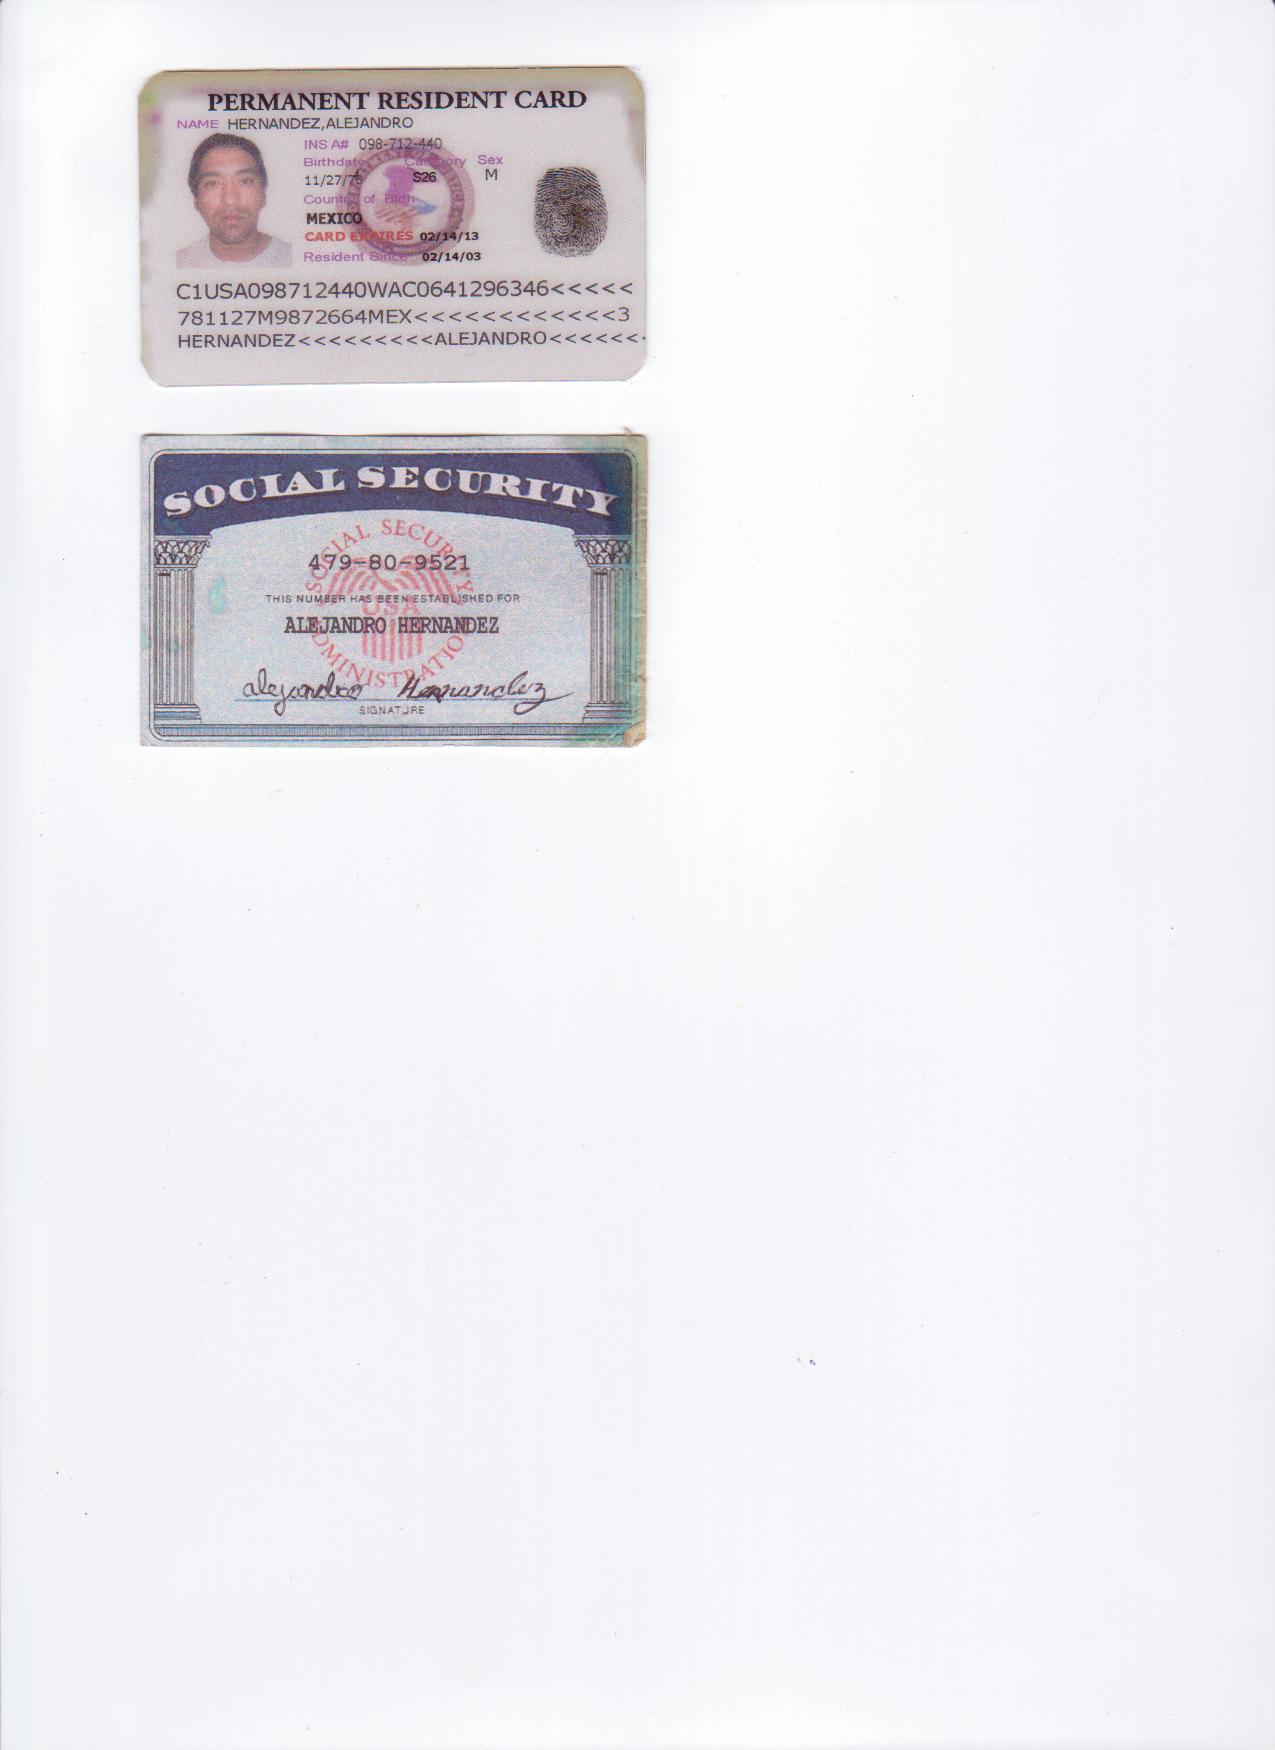 PERMANENT RESIDENT CARD
NAME HERNANDEZ,ALEJANDRO
INS A# 098-712-440
Birthdate Category Sex
11/27/78 S26 M
Country of Birth
MEXICO
CARD EXPIRES 02/14/13
Resident Since 02/14/03
C1USA098712440WAC0641296346<<<<<
781127M9872664MEX<<<<<<<<<<<<3
HERNANDEZ<<<<<<<<<ALEJANDRO<<<<<<
SOCIAL SECURITY
SOCIAL SECURITY ADMINISTRATION
USA
479-80-9521
THIS NUMBER HAS BEEN ESTABLISHED FOR
ALEJANDRO HERNANDEZ
alejandro Hernandez
SIGNATURE